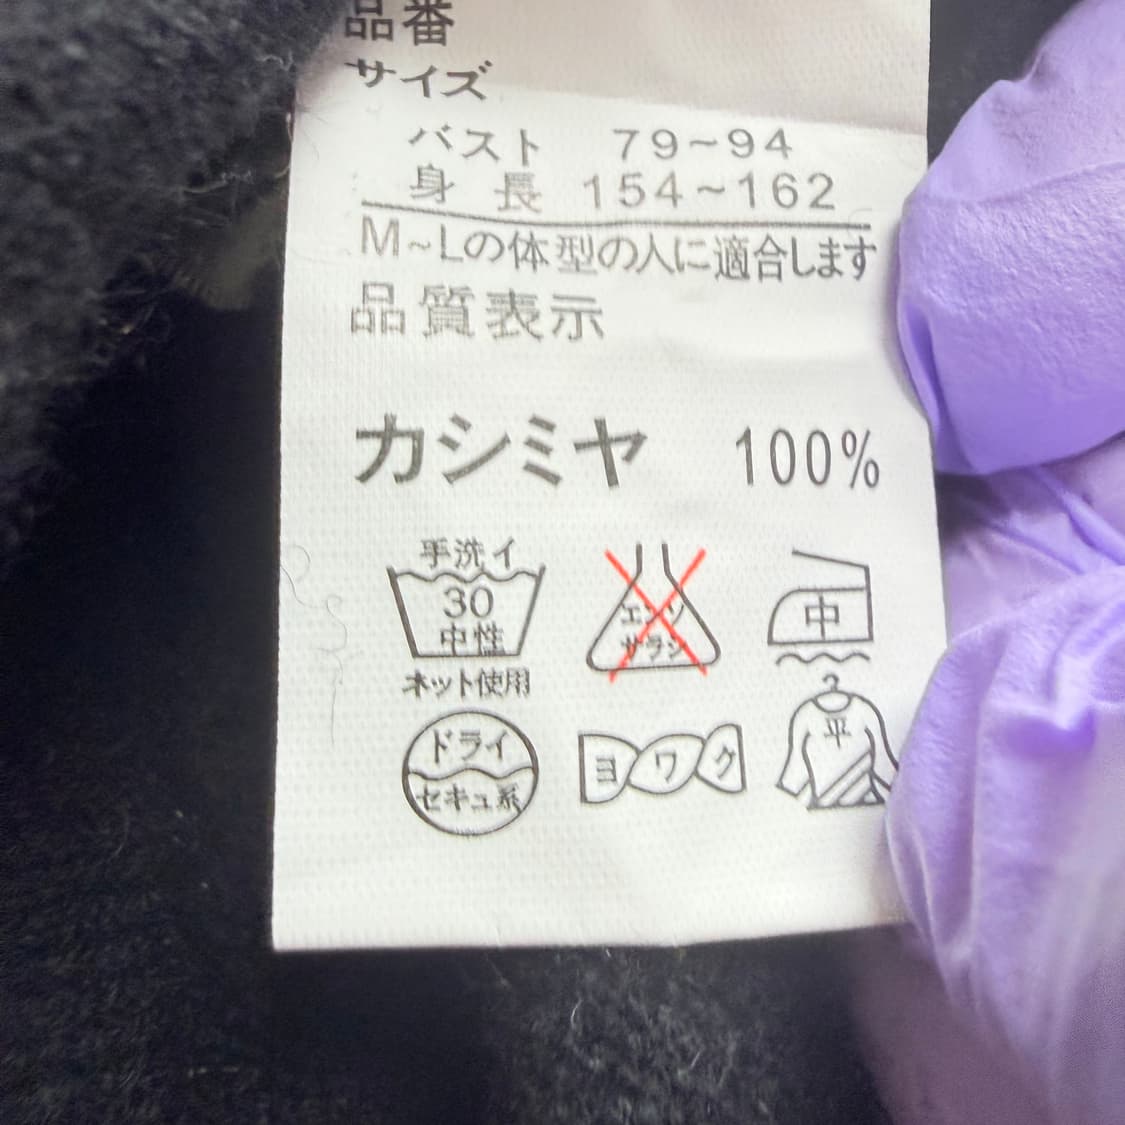 品番
サイズ
バスト 79~94
身長 154~162
M~Lの体型の人に適合します
品質表示
カシミヤ 100%
手洗イ
30
中性
ネット使用
エンソ
サラシ
中
ドライ
セキュ系
ヨワク
平